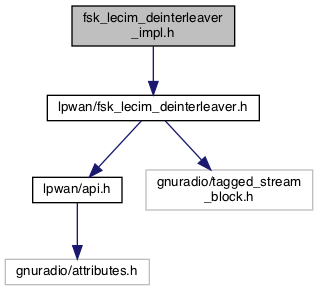 fsk_lecim_deinterleaver
_impl.h
lpwan/fsk_lecim_deinterleaver.h
lpwan/api.h
gnuradio/tagged_stream
_block.h
gnuradio/attributes.h